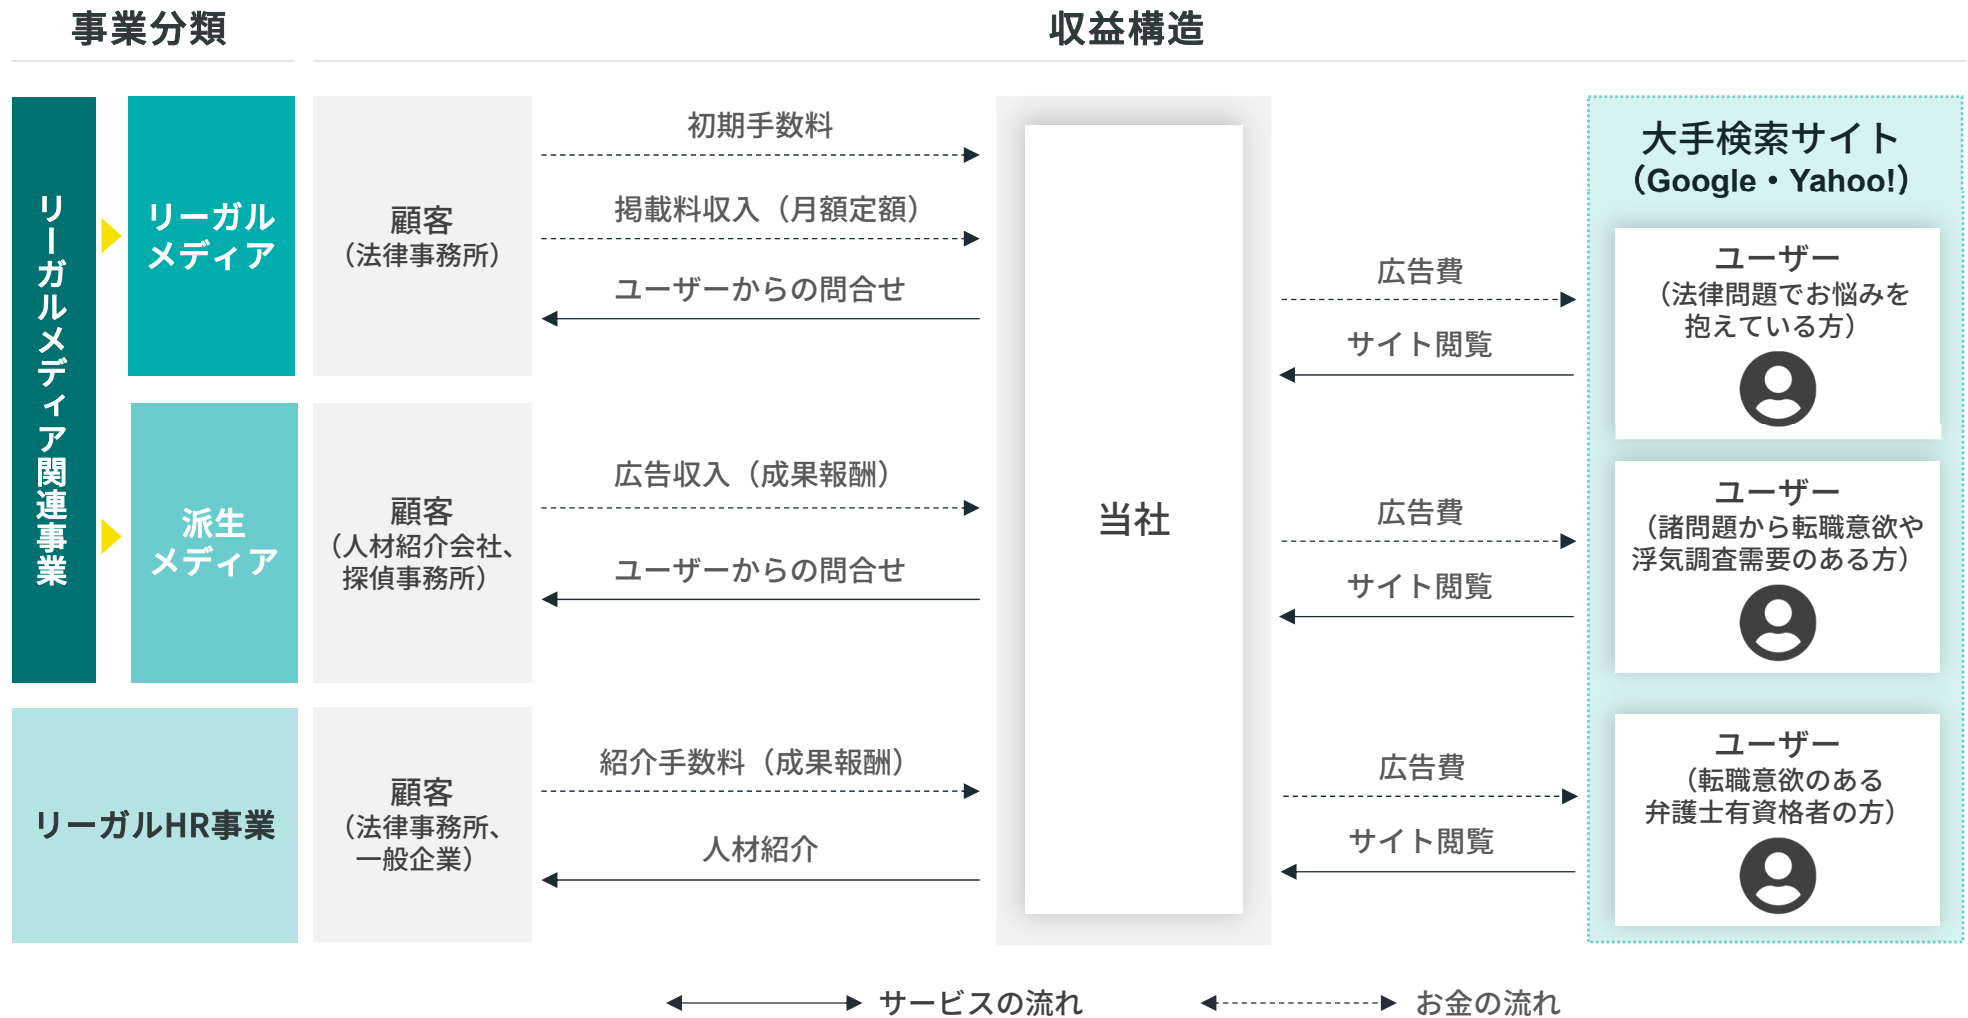 事業分類
収益構造
リーガルメディア関連事業
リーガル
メディア
顧客
（法律事務所）
初期手数料
掲載料収入（月額定額）
ユーザーからの問合せ
派生
メディア
顧客
（人材紹介会社、
探偵事務所）
広告収入（成果報酬）
ユーザーからの問合せ
リーガルHR事業
顧客
（法律事務所、
一般企業）
紹介手数料（成果報酬）
人材紹介
当社
広告費
サイト閲覧
広告費
サイト閲覧
広告費
サイト閲覧
大手検索サイト
（Google・Yahoo!）
ユーザー
（法律問題でお悩みを
抱えている方）
ユーザー
（諸問題から転職意欲や
浮気調査需要のある方）
ユーザー
（転職意欲のある
弁護士有資格者の方）
サービスの流れ
お金の流れ